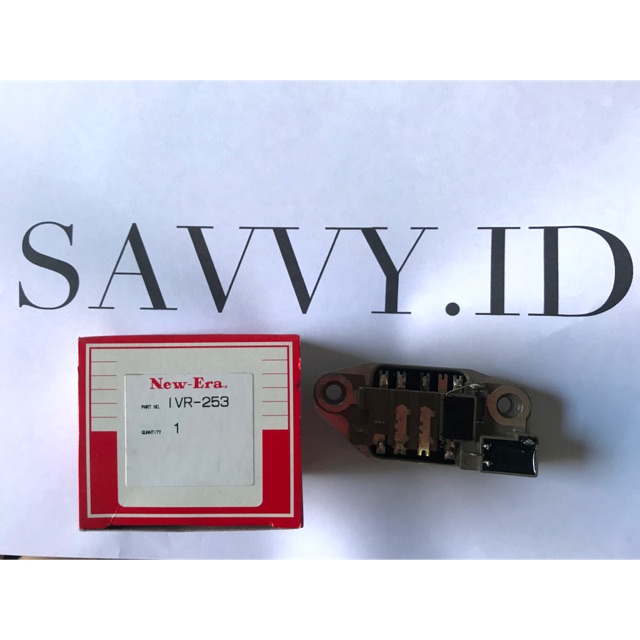 SAVVY.ID
New-Era®
PART NO. IVR-253
QUANTITY 1